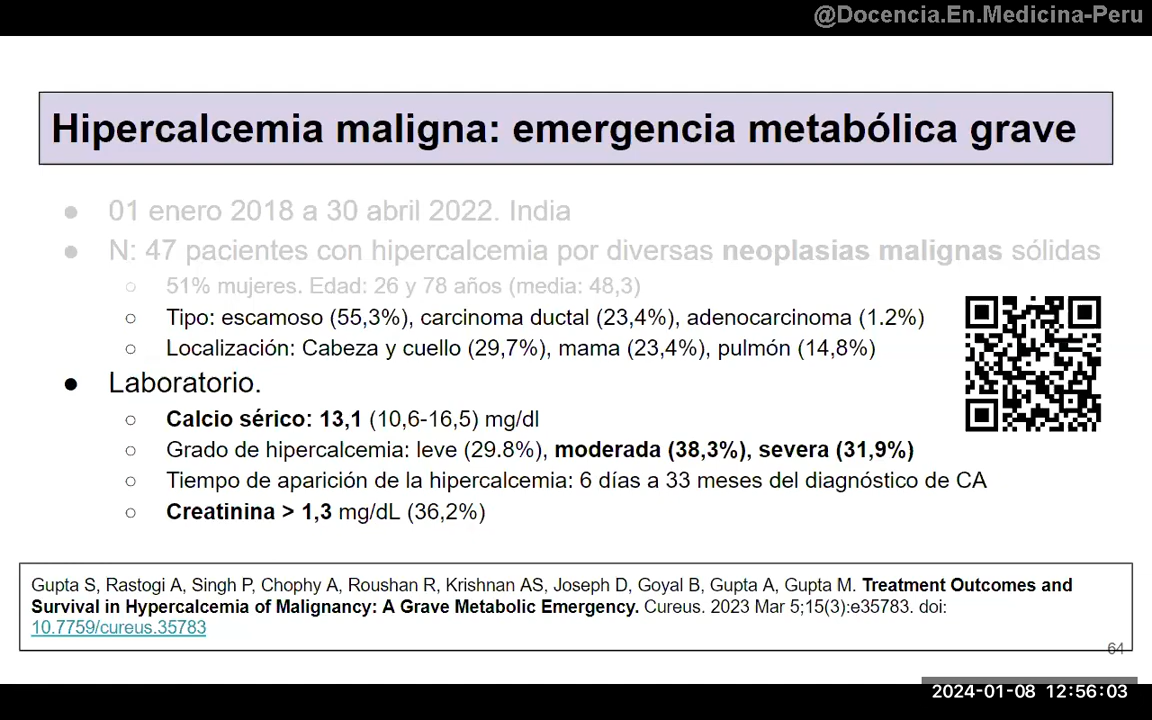 @Docencia.En.Medicina-Peru
Hipercalcemia maligna: emergencia metabólica grave
● 01 enero 2018 a 30 abril 2022. India
● N: 47 pacientes con hipercalcemia por diversas neoplasias malignas sólidas
○ 51% mujeres. Edad: 26 y 78 años (media: 48,3)
○ Tipo: escamoso (55,3%), carcinoma ductal (23,4%), adenocarcinoma (1.2%)
○ Localización: Cabeza y cuello (29,7%), mama (23,4%), pulmón (14,8%)
● Laboratorio.
○ Calcio sérico: 13,1 (10,6-16,5) mg/dl
○ Grado de hipercalcemia: leve (29.8%), moderada (38,3%), severa (31,9%)
○ Tiempo de aparición de la hipercalcemia: 6 días a 33 meses del diagnóstico de CA
○ Creatinina > 1,3 mg/dL (36,2%)
Gupta S, Rastogi A, Singh P, Chophy A, Roushan R, Krishnan AS, Joseph D, Goyal B, Gupta A, Gupta M. Treatment Outcomes and
Survival in Hypercalcemia of Malignancy: A Grave Metabolic Emergency. Cureus. 2023 Mar 5;15(3):e35783. doi:
10.7759/cureus.35783
64
2024-01-08 12:56:03